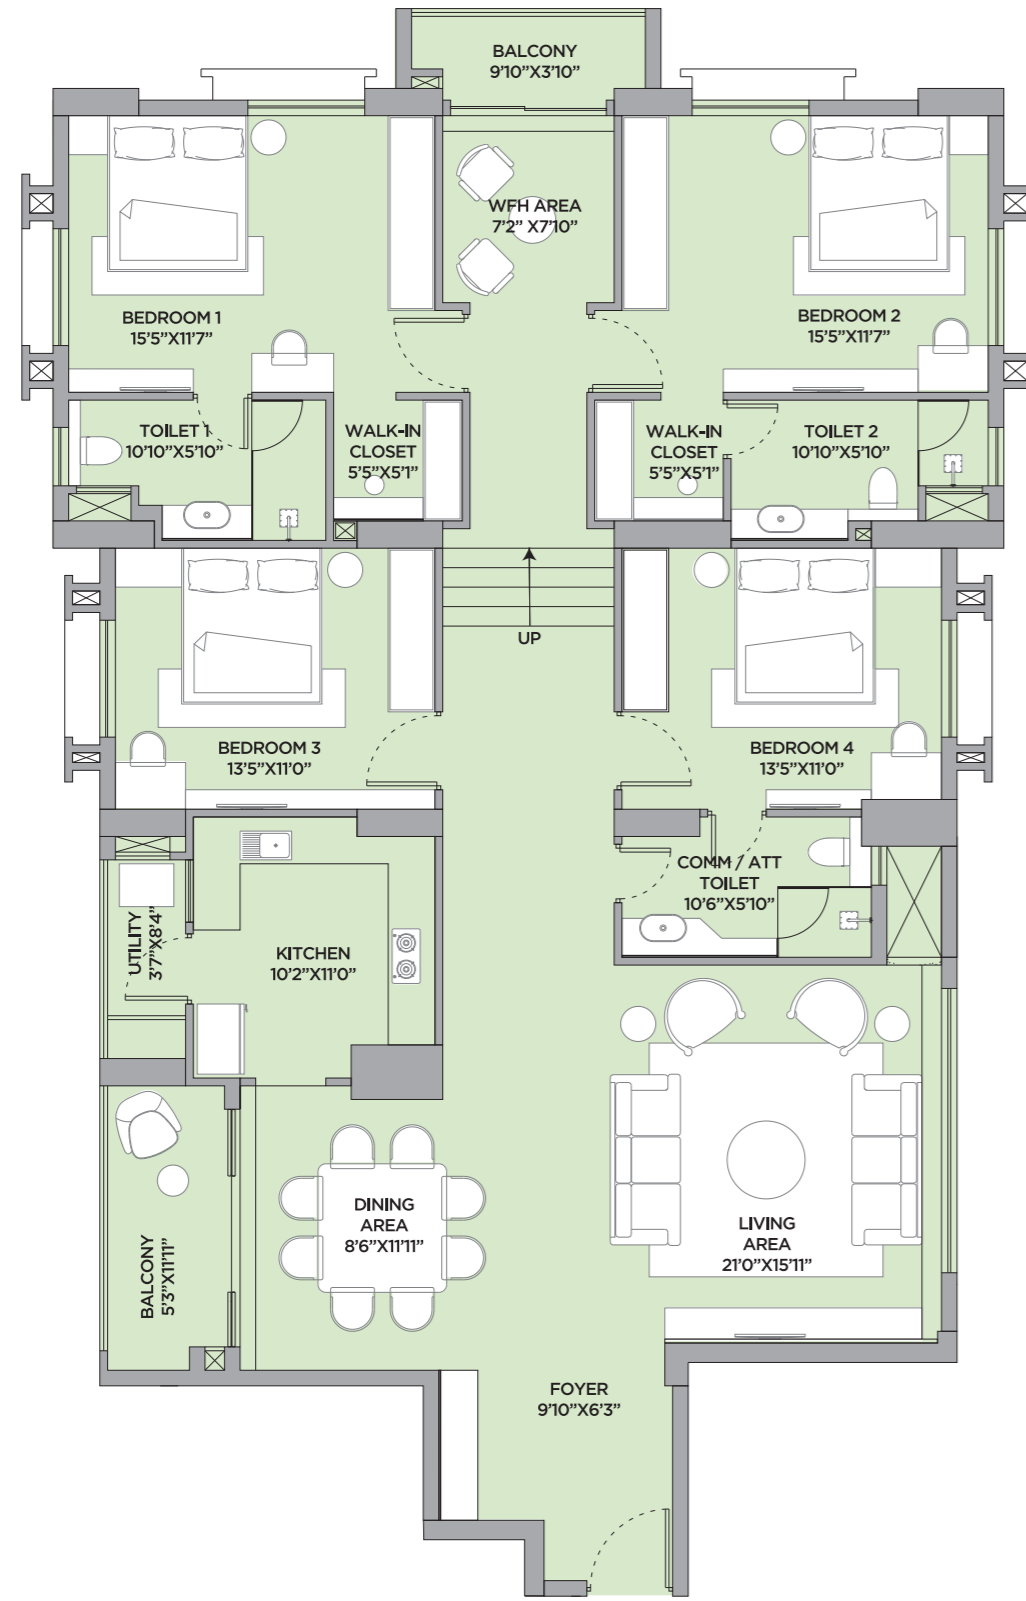 BALCONY
9'10”X3'10”
WFH AREA
7'2” X7'10”
BEDROOM 1
15'5”X11'7”
BEDROOM 2
15'5”X11'7”
TOILET 1
10'10”X5'10”
WALK-IN
CLOSET
5'5”X5'1”
WALK-IN
CLOSET
5'5”X5'1”
TOILET 2
10'10”X5'10”
UP
BEDROOM 3
13'5”X11'0”
BEDROOM 4
13'5”X11'0”
COMM / ATT
TOILET
10'6”X5'10”
UTILITY
3'7”X8'4”
KITCHEN
10'2”X11'0”
DINING
AREA
8'6”X11'11”
LIVING
AREA
21'0”X15'11”
BALCONY
5'3”X11'11”
FOYER
9'10”X6'3”